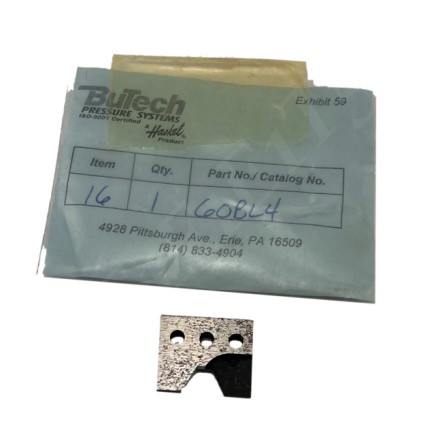 BuTech
Exhibit 59
PRESSURE SYSTEMS
ISO-9001 Certified
a Haskel
Product
Item Qty. Part No./ Catalog No.
16 1 60BL4
4928 Pittsburgh Ave., Erie, PA 16509
(814) 833-4904